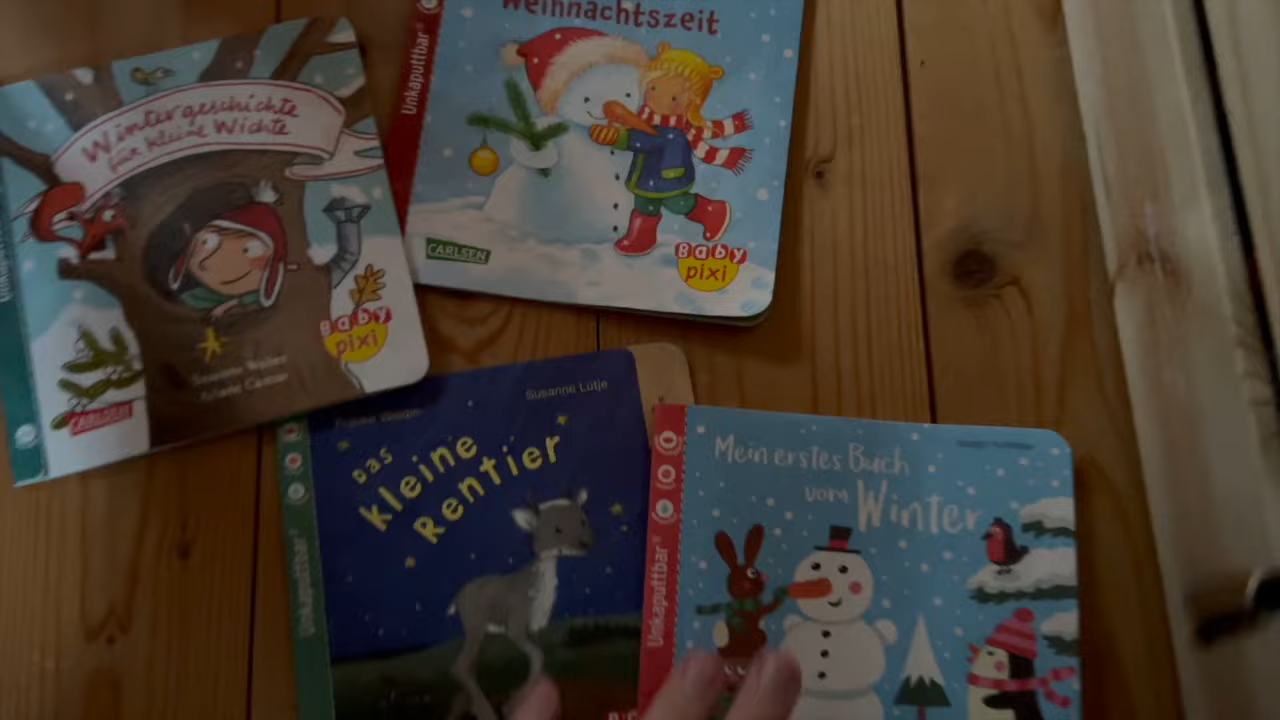 Wintergeschichte
für kleine Wichte
Baby
pixi
CARLSEN
Weihnachtszeit
Unkaputtbar
CARLSEN
Baby
pixi
Susanne Lütje
Das
kleine
Rentier
Unkaputtbar
Mein erstes Buch
vom Winter
Unkaputtbar®